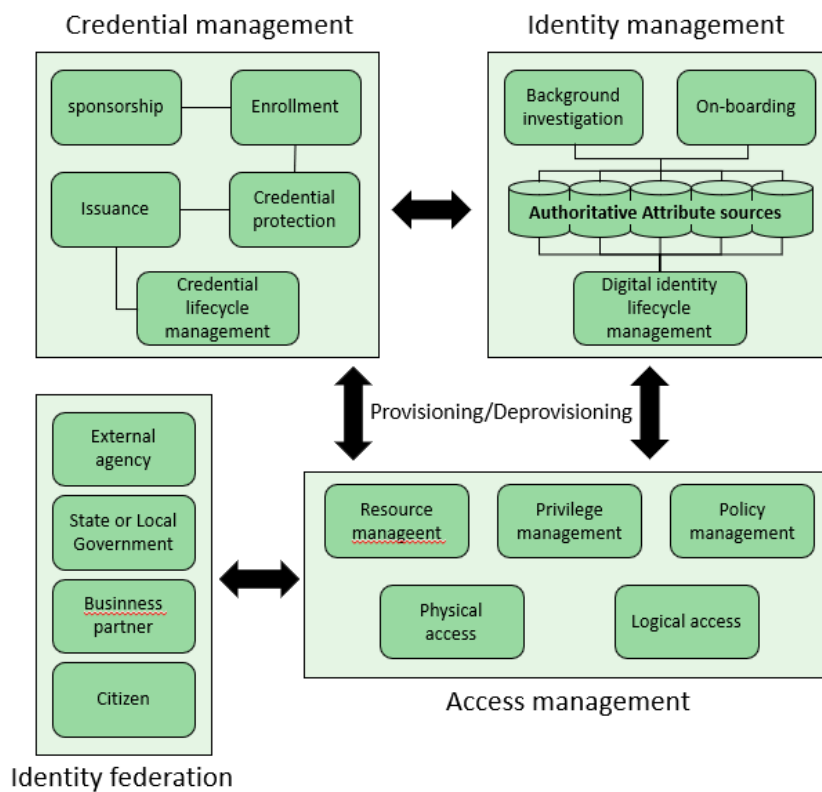 Credential management
sponsorship
Enrollment
Issuance
Credential
protection
Credential
lifecycle
management
Identity management
Background
investigation
On-boarding
Authoritative Attribute sources
Digital identity
lifecycle
management
Provisioning/Deprovisioning
External
agency
State or Local
Government
Businness
partner
Citizen
Identity federation
Resource
manageent
Privilege
management
Policy
management
Physical
access
Logical access
Access management